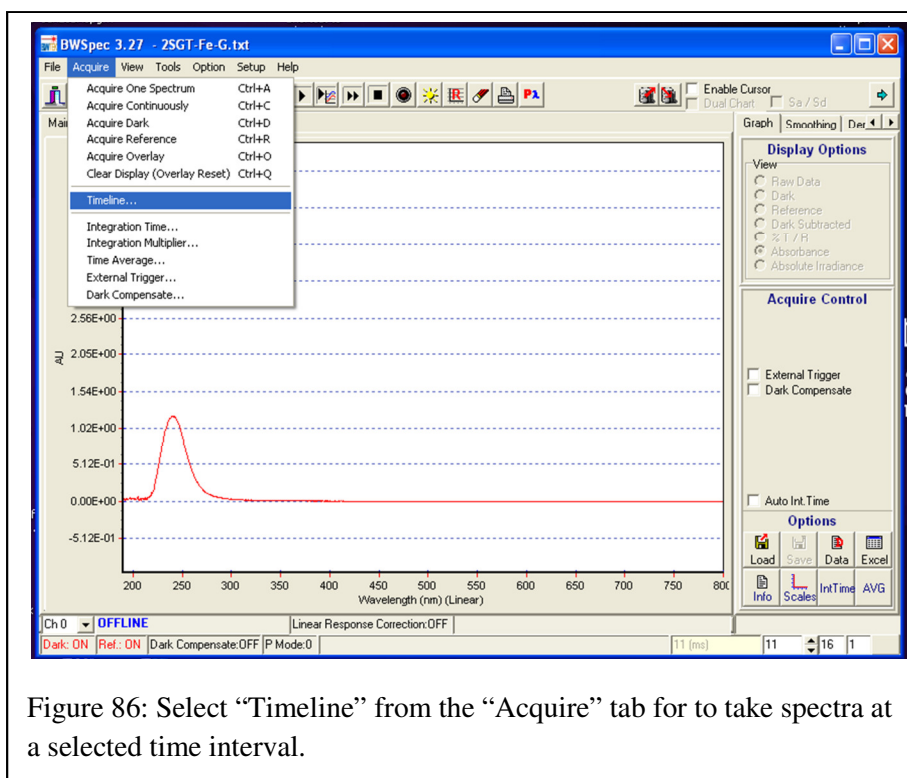 BWSpec 3.27 - 2SGT-Fe-G.txt
File Acquire View Tools Option Setup Help
Acquire One Spectrum Ctrl+A
Acquire Continuously Ctrl+C
Acquire Dark Ctrl+D
Acquire Reference Ctrl+R
Acquire Overlay Ctrl+O
Clear Display (Overlay Reset) Ctrl+Q
Timeline...
Integration Time...
Integration Multiplier...
Time Average...
External Trigger...
Dark Compensate...
Enable Cursor
Dual Chart Sa / Sd
Graph Smoothing
Display Options
View
Raw Data
Dark
Reference
Dark Subtracted
% T / R
Absorbance
Absolute Irradiance
Acquire Control
External Trigger
Dark Compensate
Auto Int.Time
Options
Load Save Data Excel
Info Scales IntTime AVG
AU
2.56E+00
2.05E+00
1.54E+00
1.02E+00
5.12E-01
0.00E+00
-5.12E-01
200 250 300 350 400 450 500 550 600 650 700 750 800
Wavelength (nm) (Linear)
Ch 0 OFFLINE Linear Response Correction:OFF
Dark: ON Ref.: ON Dark Compensate:OFF P Mode:0 11 (ms) 11 16 1
Figure 86: Select “Timeline” from the “Acquire” tab for to take spectra at
a selected time interval.